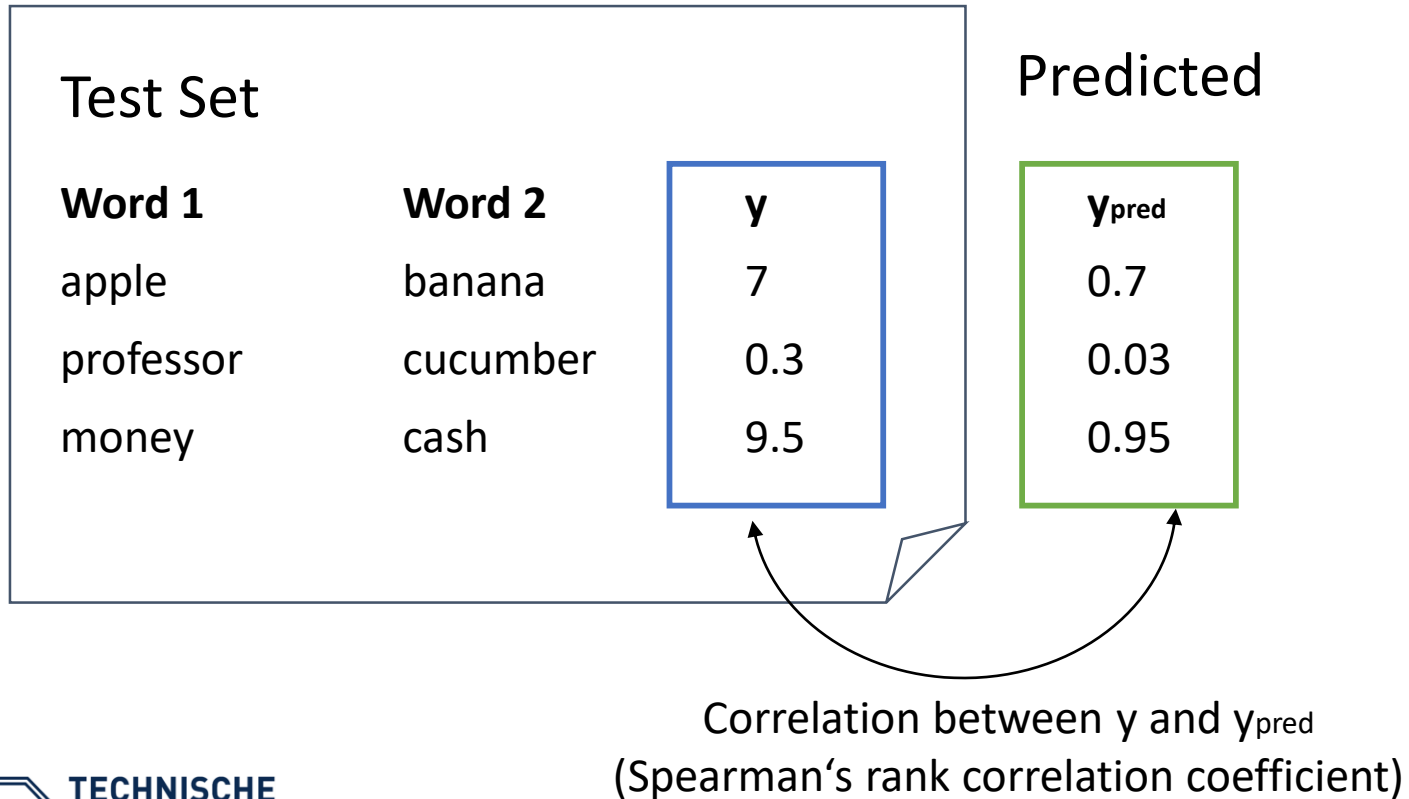 Test Set
Predicted
Word 1 Word 2 y ypred
apple banana 7 0.7
professor cucumber 0.3 0.03
money cash 9.5 0.95
Correlation between y and ypred
(Spearman‘s rank correlation coefficient)
TECHNISCHE